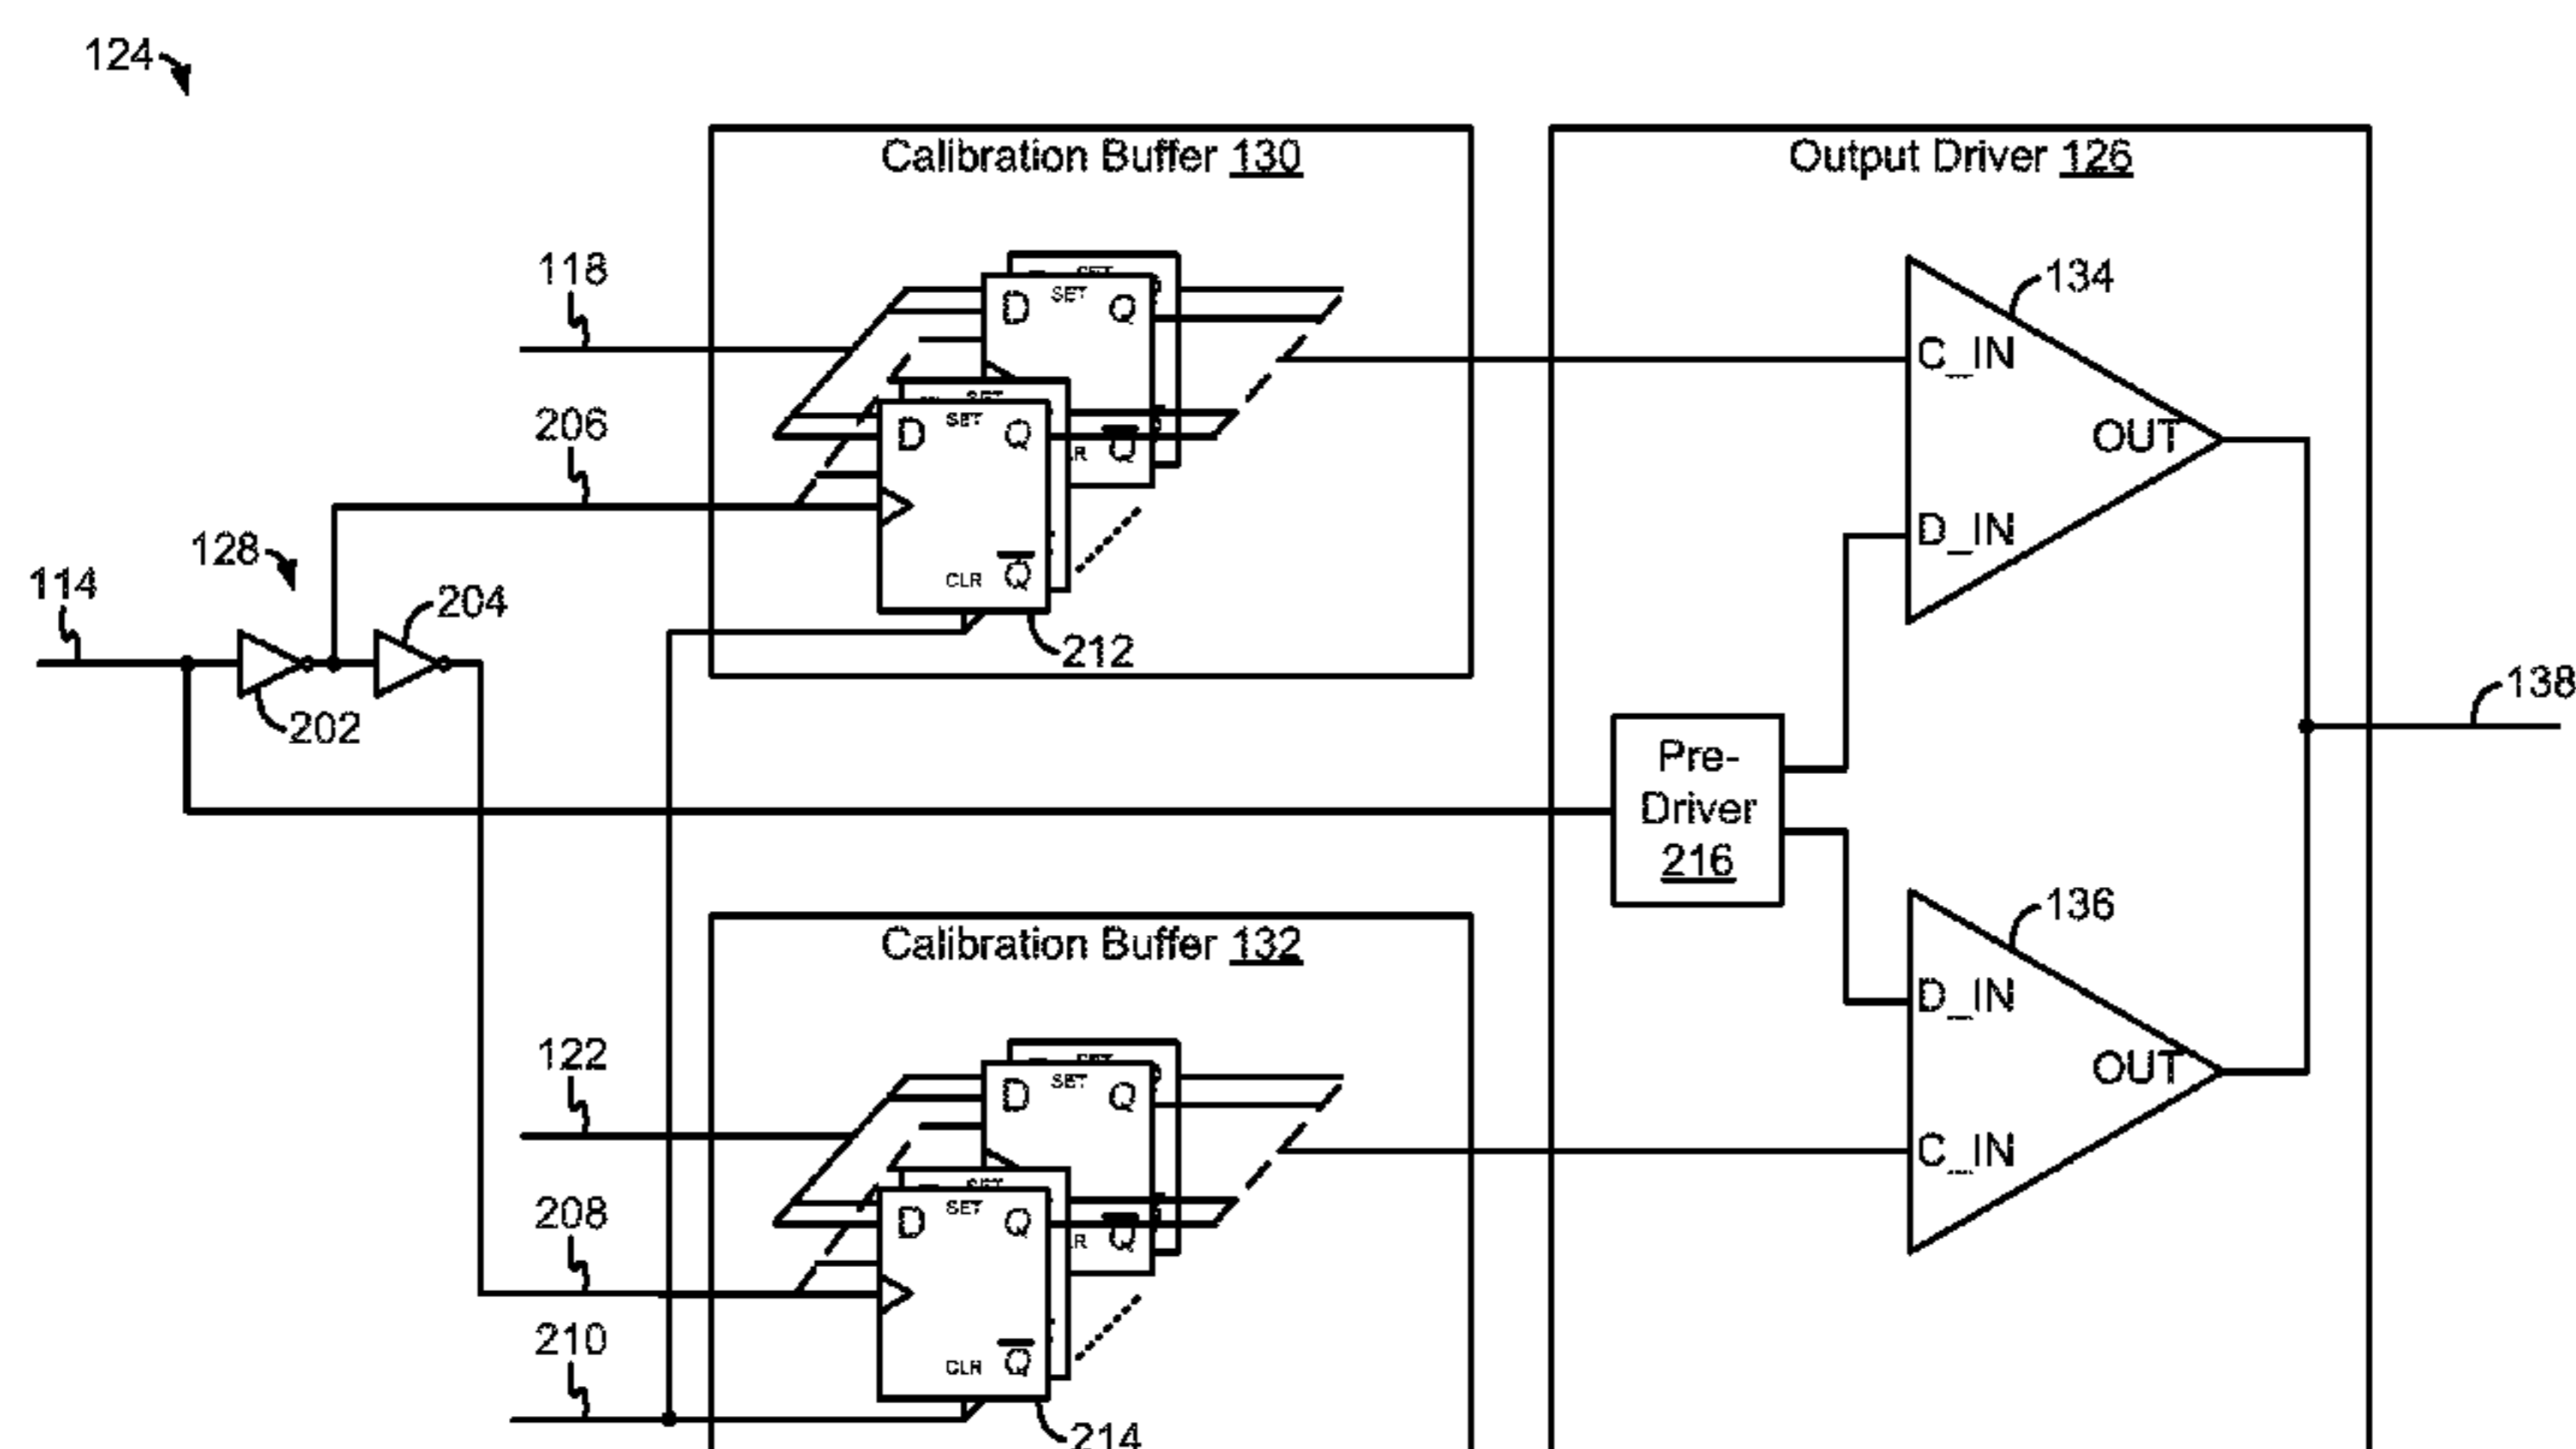 124
Calibration Buffer 130
Output Driver 126
118
D SET Q
134
C_IN
206
D SET Q
Q
OUT
D_IN
128
114
204
CLR Q
212
202
138
Pre-
Driver
216
136
Calibration Buffer 132
D_IN
122
D SET Q
OUT
C_IN
208
D SET Q
Q
210
CLR Q
214